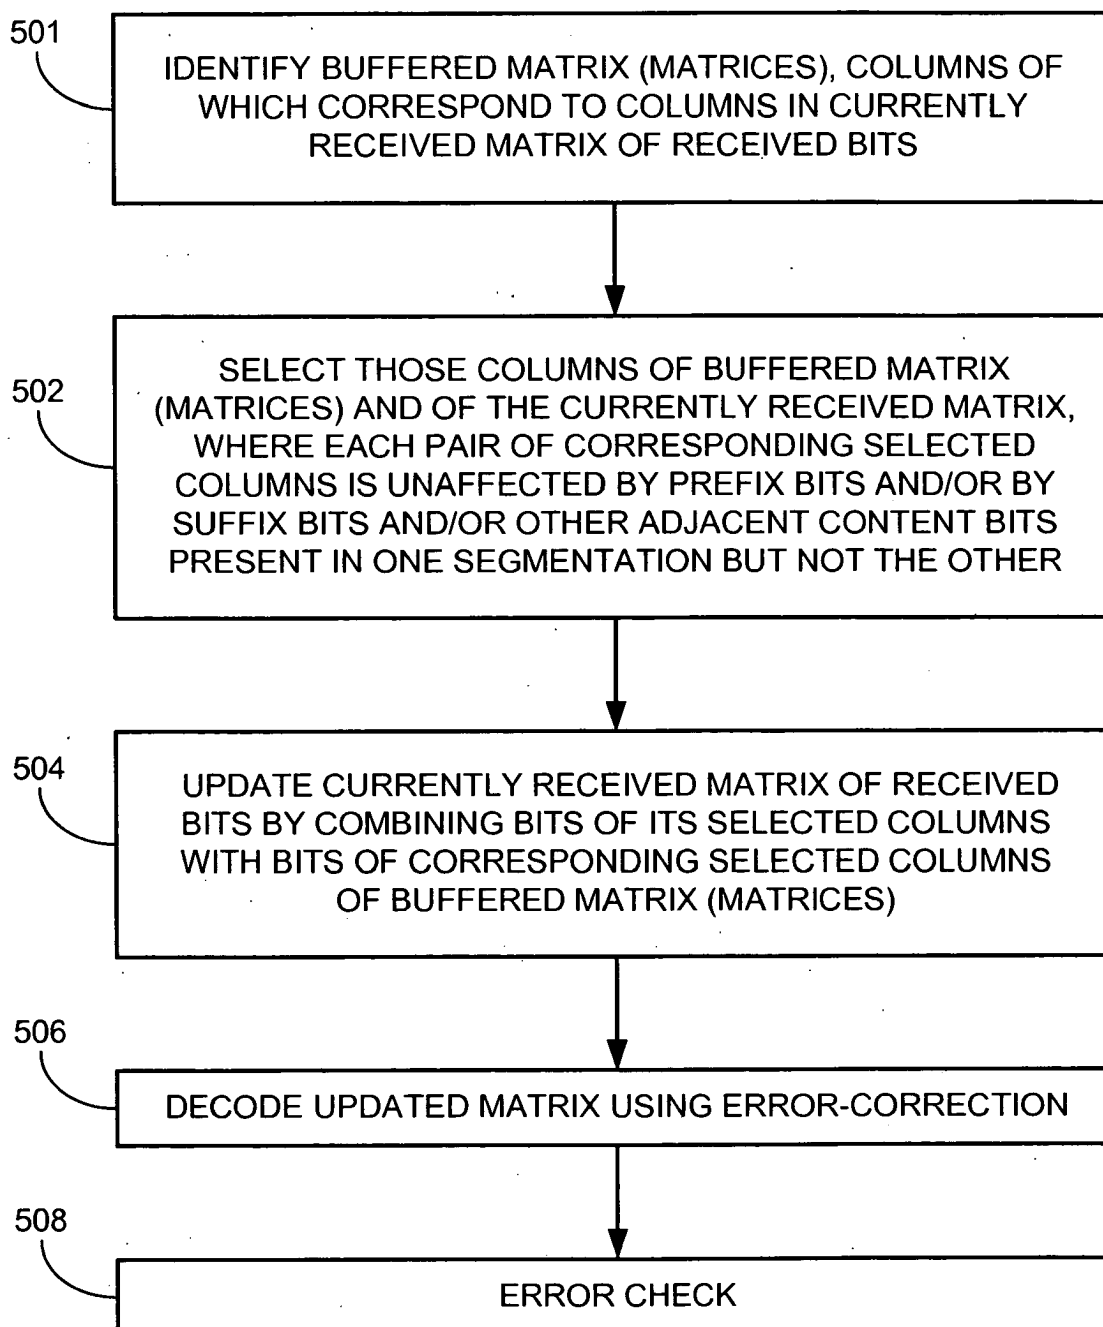 501
IDENTIFY BUFFERED MATRIX (MATRICES), COLUMNS OF
WHICH CORRESPOND TO COLUMNS IN CURRENTLY
RECEIVED MATRIX OF RECEIVED BITS
502
SELECT THOSE COLUMNS OF BUFFERED MATRIX
(MATRICES) AND OF THE CURRENTLY RECEIVED MATRIX,
WHERE EACH PAIR OF CORRESPONDING SELECTED
COLUMNS IS UNAFFECTED BY PREFIX BITS AND/OR BY
SUFFIX BITS AND/OR OTHER ADJACENT CONTENT BITS
PRESENT IN ONE SEGMENTATION BUT NOT THE OTHER
504
UPDATE CURRENTLY RECEIVED MATRIX OF RECEIVED
BITS BY COMBINING BITS OF ITS SELECTED COLUMNS
WITH BITS OF CORRESPONDING SELECTED COLUMNS
OF BUFFERED MATRIX (MATRICES)
506
DECODE UPDATED MATRIX USING ERROR-CORRECTION
508
ERROR CHECK